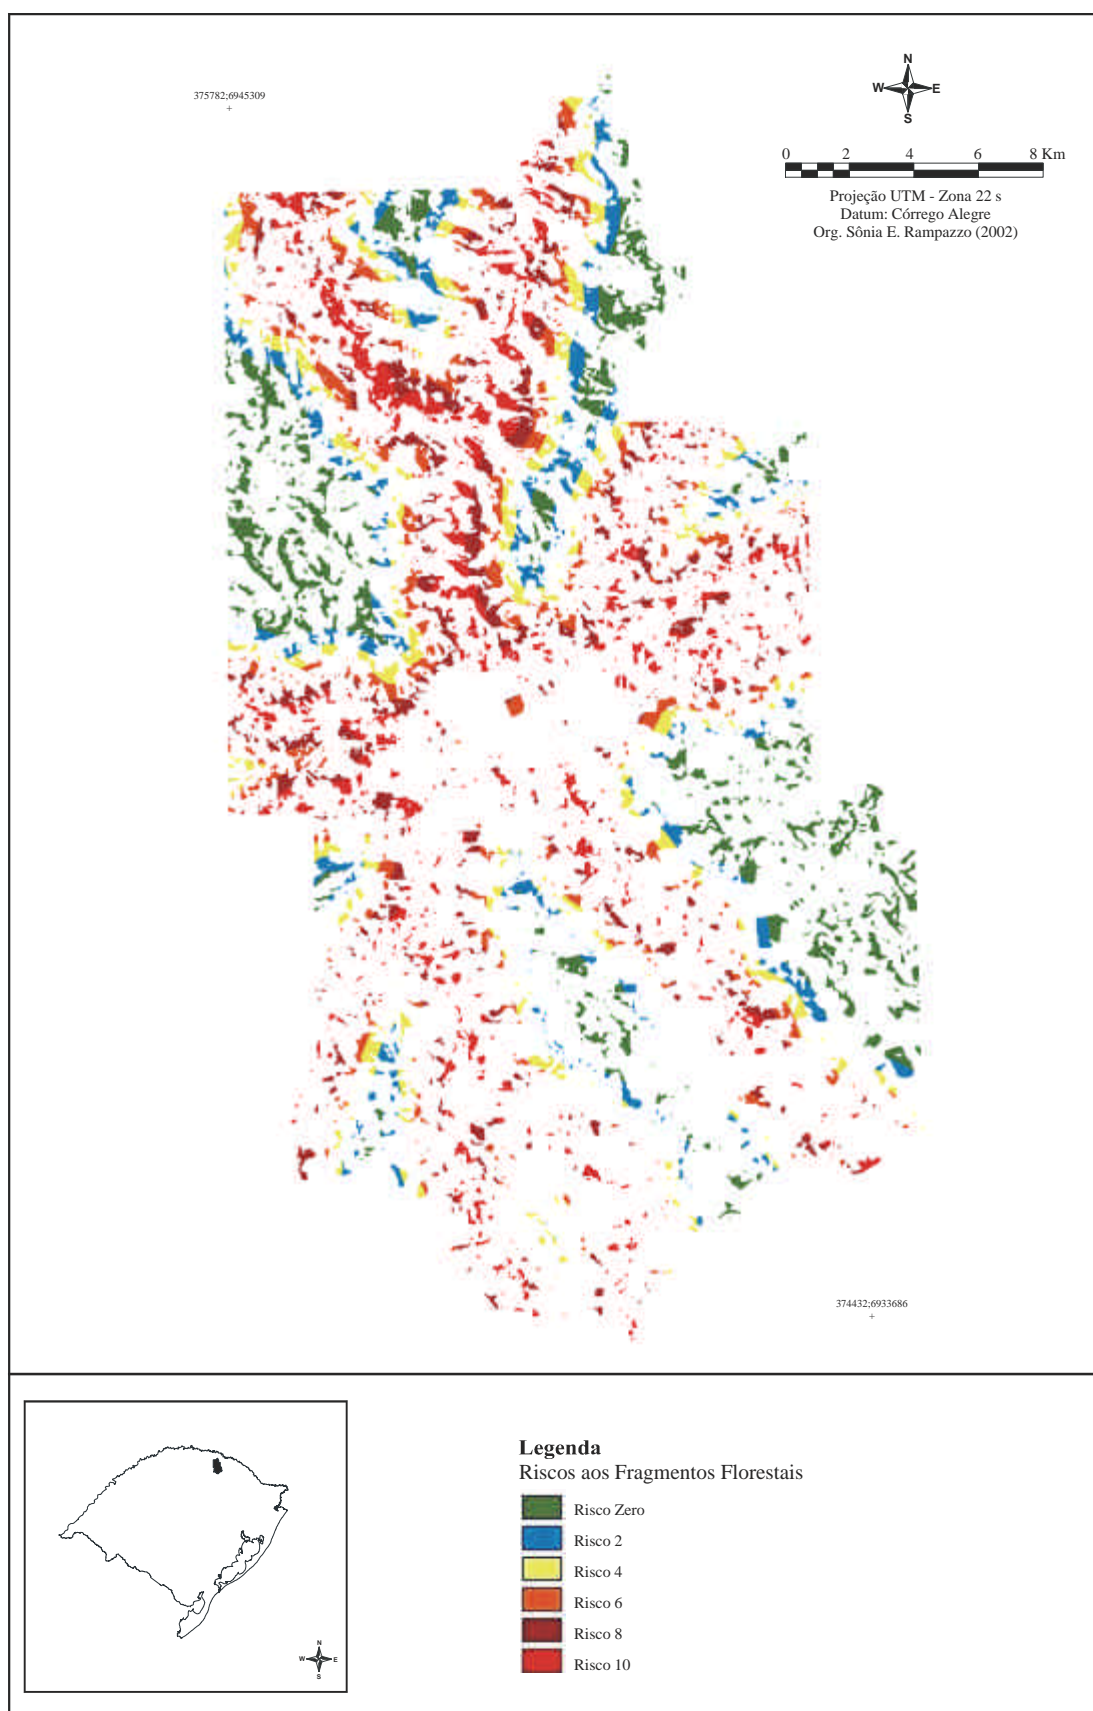 375782;6945309
+
N
W E
S
0 2 4 6 8 Km
Projeção UTM - Zona 22 s
Datum: Córrego Alegre
Org. Sônia E. Rampazzo (2002)
374432;6933686
+
Legenda
Riscos aos Fragmentos Florestais
Risco Zero
Risco 2
Risco 4
Risco 6
Risco 8
Risco 10
N
W E
S